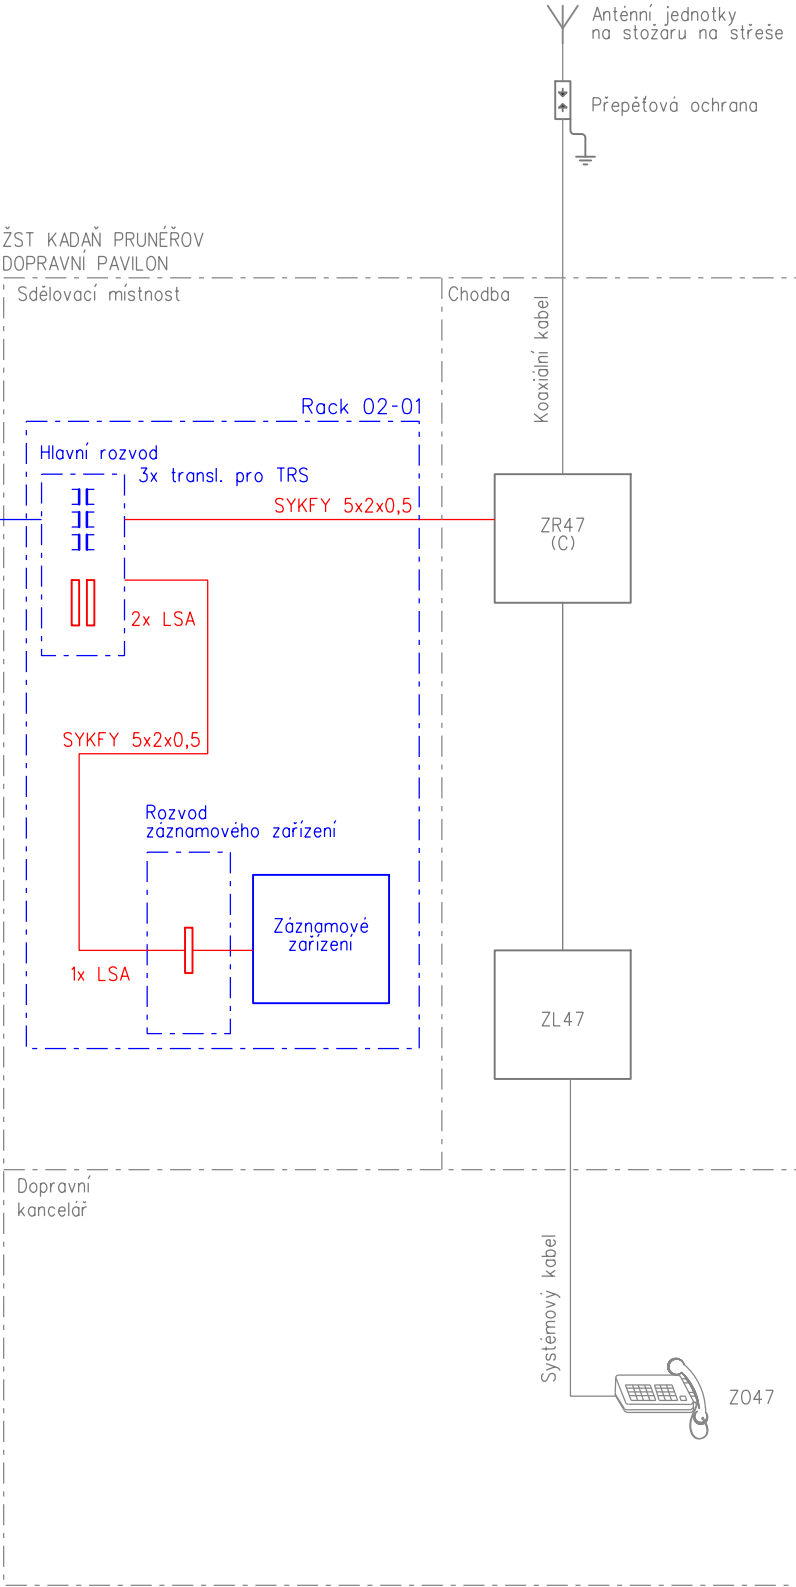 Anténní jednotky
na stožáru na střeše
Přepěťová ochrana
ŽST KADAŇ PRUNÉŘOV
DOPRAVNÍ PAVILON
Sdělovací místnost
Chodba
Koaxiální kabel
Rack 02-01
Hlavní rozvod
3x transl. pro TRS
SYKFY 5x2x0,5
ZR47
(C)
2x LSA
SYKFY 5x2x0,5
Rozvod
záznamového zařízení
Záznamové
zařízení
1x LSA
ZL47
Dopravní
kancelář
Systémový kabel
ZO47